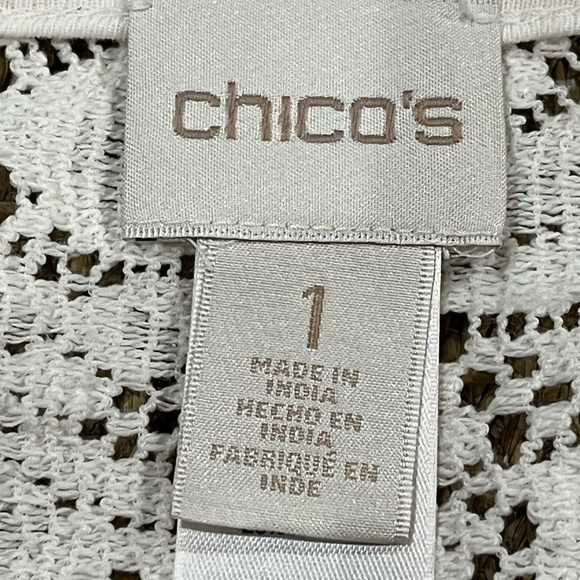 chico's
1
MADE IN
INDIA
HECHO EN
INDIA
FABRIQUÉ EN
INDE